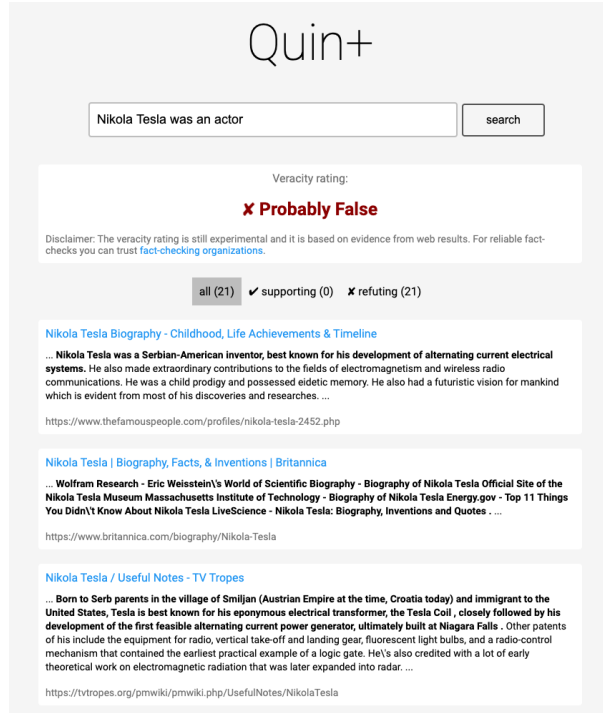 Quin+
Nikola Tesla was an actor
search
Veracity rating:
✘ Probably False
Disclaimer: The veracity rating is still experimental and it is based on evidence from web results. For reliable fact-
checks you can trust fact-checking organizations.
all (21) ✔ supporting (0) ✘ refuting (21)
Nikola Tesla Biography - Childhood, Life Achievements & Timeline
... Nikola Tesla was a Serbian-American inventor, best known for his development of alternating current electrical
systems. He also made extraordinary contributions to the fields of electromagnetism and wireless radio
communications. He was a child prodigy and possessed eidetic memory. He also had a futuristic vision for mankind
which is evident from most of his discoveries and researches. ...
https://www.thefamouspeople.com/profiles/nikola-tesla-2452.php
Nikola Tesla | Biography, Facts, & Inventions | Britannica
... Wolfram Research - Eric Weisstein\'s World of Scientific Biography - Biography of Nikola Tesla Official Site of the
Nikola Tesla Museum Massachusetts Institute of Technology - Biography of Nikola Tesla Energy.gov - Top 11 Things
You Didn\'t Know About Nikola Tesla LiveScience - Nikola Tesla: Biography, Inventions and Quotes . ...
https://www.britannica.com/biography/Nikola-Tesla
Nikola Tesla / Useful Notes - TV Tropes
... Born to Serb parents in the village of Smiljan (Austrian Empire at the time, Croatia today) and immigrant to the
United States, Tesla is best known for his eponymous electrical transformer, the Tesla Coil , closely followed by his
development of the first feasible alternating current power generator, ultimately built at Niagara Falls . Other patents
of his include the equipment for radio, vertical take-off and landing gear, fluorescent light bulbs, and a radio-control
mechanism that contained the earliest practical example of a logic gate. He\'s also credited with a lot of early
theoretical work on electromagnetic radiation that was later expanded into radar. ...
https://tvtropes.org/pmwiki/pmwiki.php/UsefulNotes/NikolaTesla